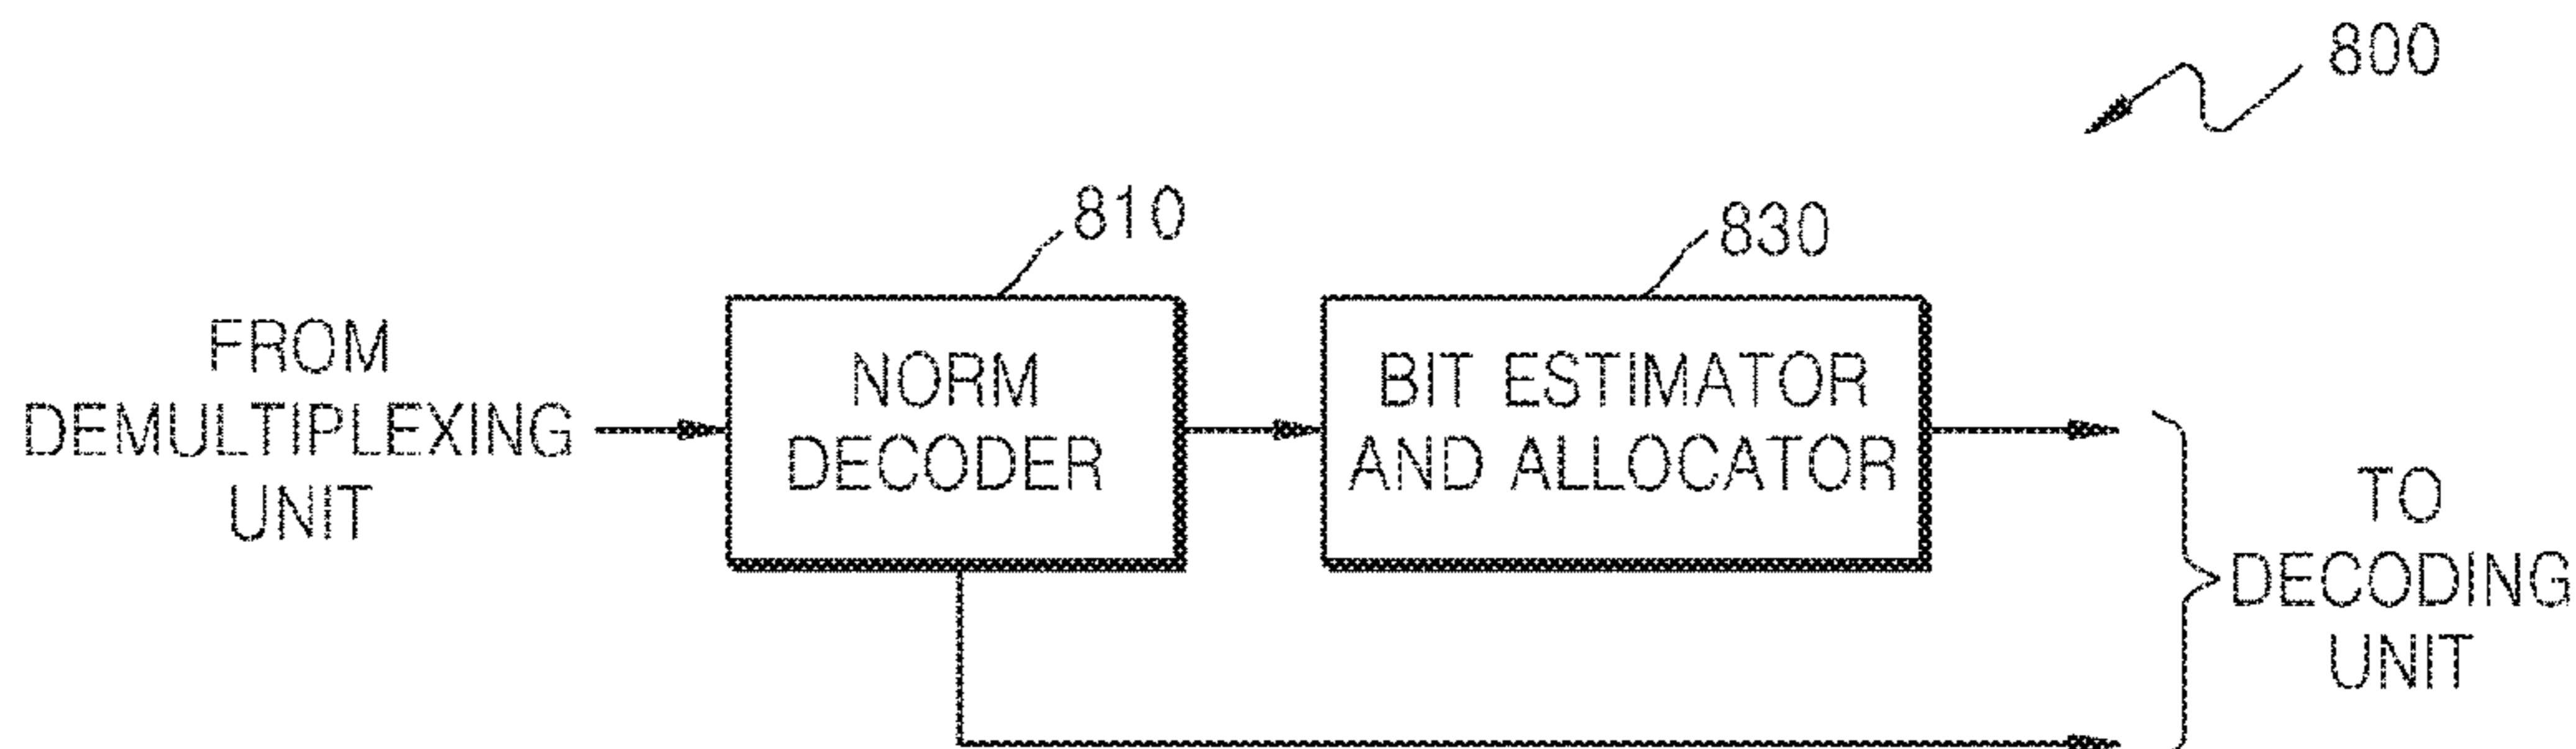 800
810
830
FROM
DEMULTIPLEXING
UNIT
NORM
DECODER
BIT ESTIMATOR
AND ALLOCATOR
TO
DECODING
UNIT